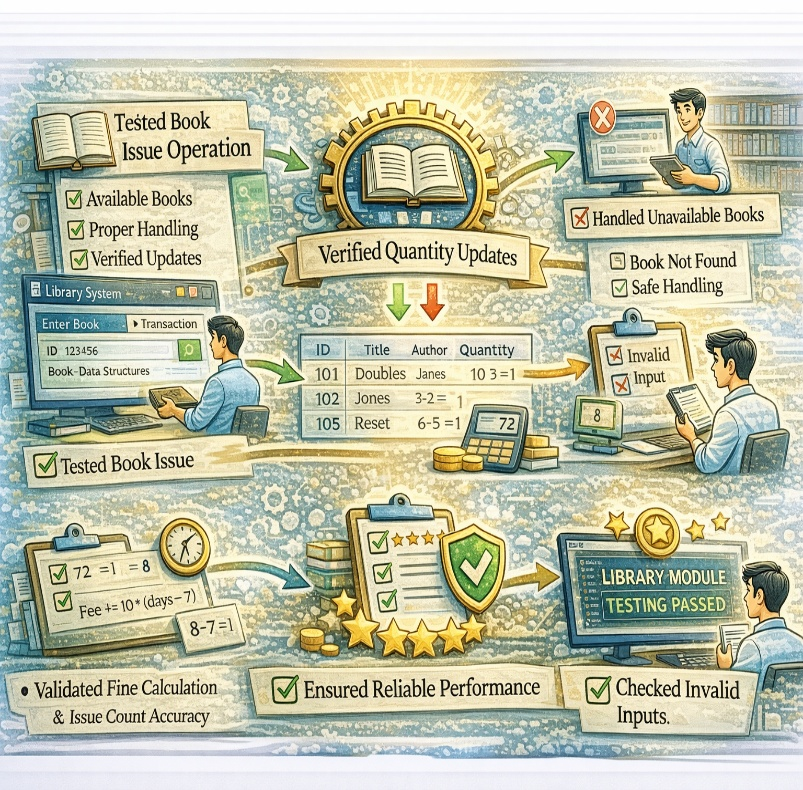 Tested Book
Issue Operation
Available Books
Proper Handling
Verified Updates
Verified Quantity Updates
Handled Unavailable Books
Book Not Found
Safe Handling
Library System
Enter Book
Transaction
ID 123456
Book-Data Structures
Tested Book Issue
ID Title Author Quantity
101 Doubles Janes 10 3=1
102 Jones 3-2= 1
105 Reset 6-5 =1
72
Invalid
Input
8
72 =1 = 8
Fee += 10* (days-7)
8-7=1
LIBRARY MODULE
TESTING PASSED
• Validated Fine Calculation
& Issue Count Accuracy
Ensured Reliable Performance
Checked Invalid
Inputs.